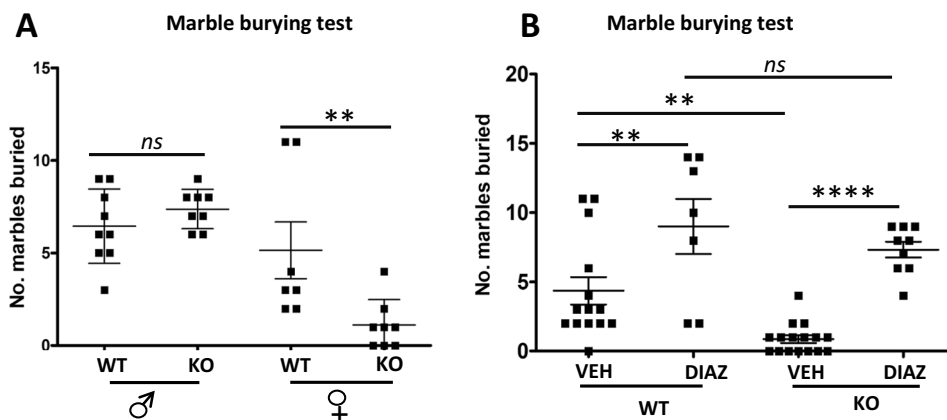 A
Marble burying test
No. marbles buried
15
10
5
0
ns
**
WT KO WT KO
♂ ♀
B
Marble burying test
No. marbles buried
20
15
10
5
0
ns
**
**
****
VEH DIAZ VEH DIAZ
WT KO